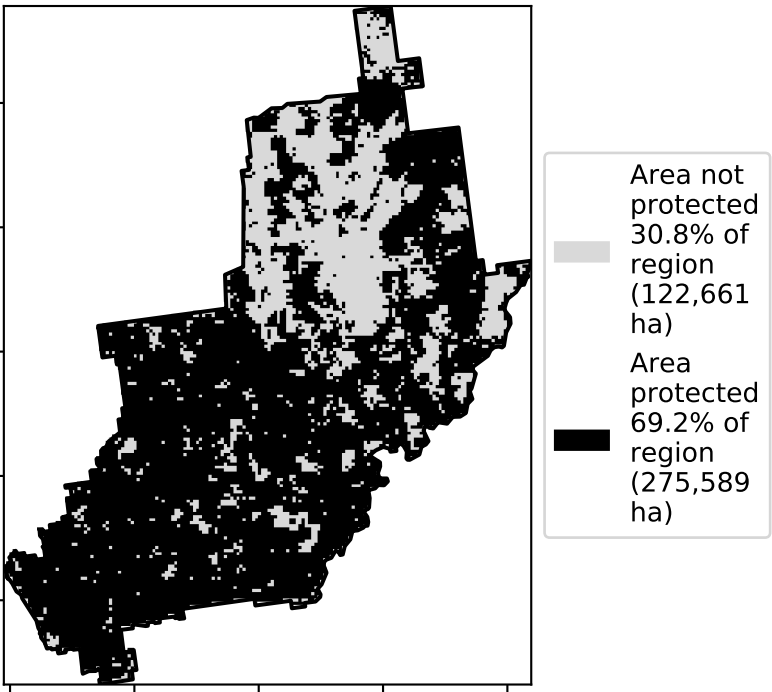 Area not
protected
30.8% of
region
(122,661
ha)
Area
protected
69.2% of
region
(275,589
ha)